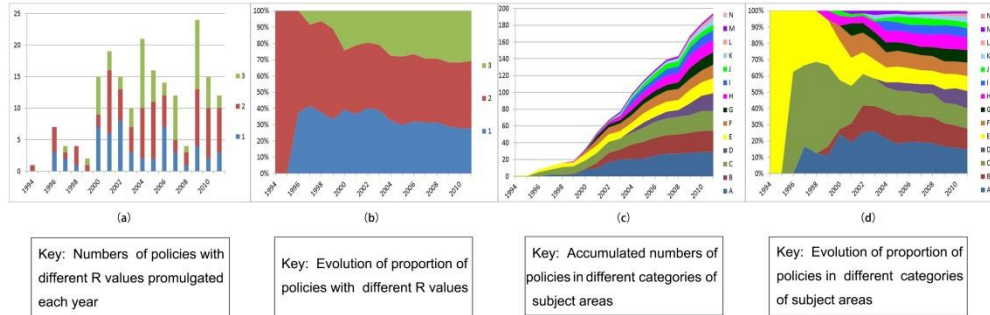 25
20
15
10
5
0
1994
1996
1998
2000
2002
2004
2006
2008
2010
3
2
1
(a)
100%
90%
80%
70%
60%
50%
40%
30%
20%
10%
0%
1994
1996
1998
2000
2002
2004
2006
2008
2010
3
2
1
(b)
200
180
160
140
120
100
80
60
40
20
0
1994
1996
1998
2000
2002
2004
2006
2008
2010
N
M
L
K
J
I
H
G
F
E
D
C
B
A
(c)
100%
90%
80%
70%
60%
50%
40%
30%
20%
10%
0%
1994
1996
1998
2000
2002
2004
2006
2008
2010
N
M
L
K
J
I
H
G
F
E
D
C
B
A
(d)
Key: Numbers of policies with
different R values promulgated
each year
Key: Evolution of proportion of
policies with different R values
Key: Accumulated numbers of
policies in different categories of
subject areas
Key: Evolution of proportion of
policies in different categories
of subject areas